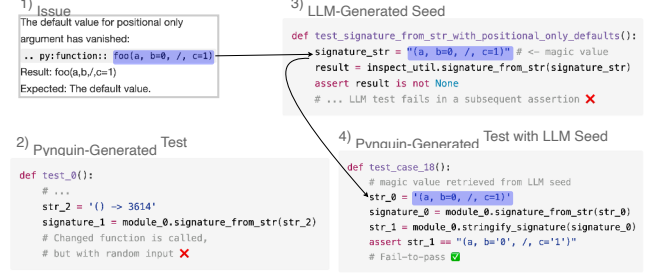 1) Issue
The default value for positional only
argument has vanished:
.. py:function:: foo(a, b=0, /, c=1)
Result: foo(a,b,/,c=1)
Expected: The default value.
3) LLM-Generated Seed
def test_signature_from_str_with_positional_only_defaults():
signature_str = "(a, b=0, /, c=1)" # <- magic value
result = inspect_util.signature_from_str(signature_str)
assert result is not None
# ... LLM test fails in a subsequent assertion ❌
2) Pynguin-Generated Test
def test_0():
# ...
str_2 = '() -> 3614'
signature_1 = module_0.signature_from_str(str_2)
# Changed function is called,
# but with random input ❌
4) Pynguin-Generated Test with LLM Seed
def test_case_18():
# magic value retrieved from LLM seed
str_0 = '(a, b=0, /, c=1)'
signature_0 = module_0.signature_from_str(str_0)
str_1 = module_0.stringify_signature(signature_0)
assert str_1 == "(a, b='0', /, c='1')"
# Fail-to-pass ✅